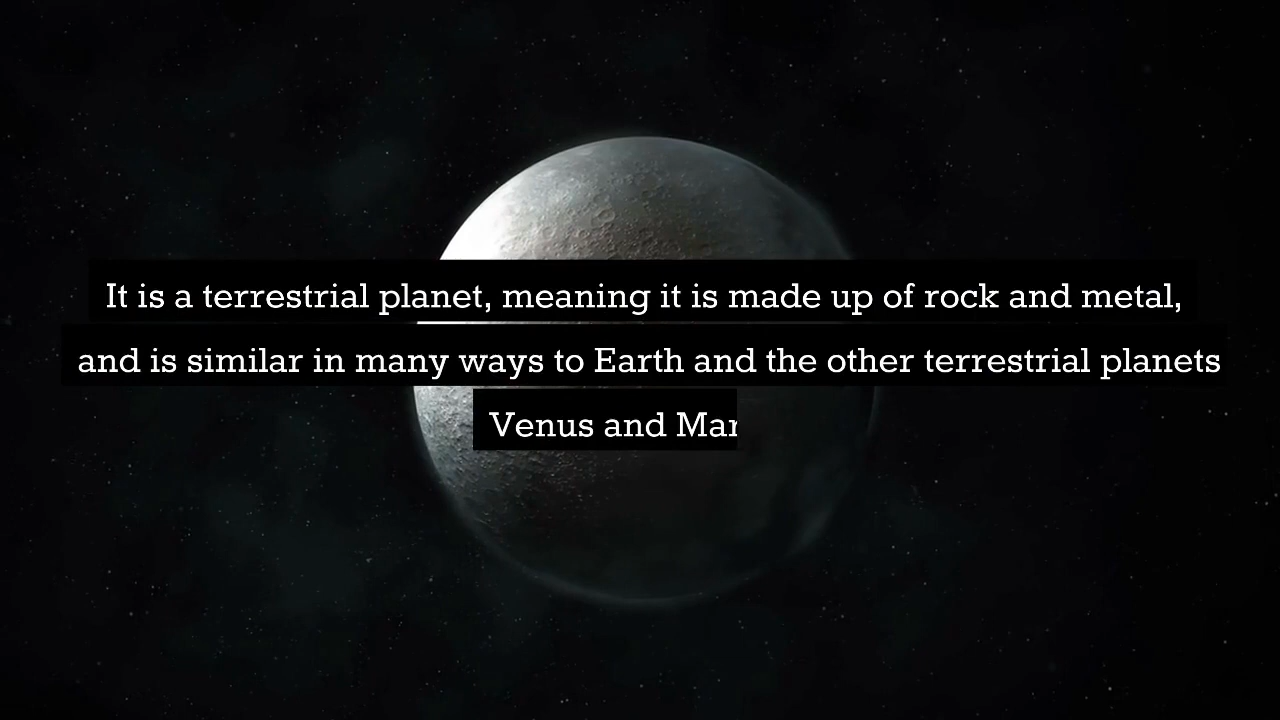 It is a terrestrial planet, meaning it is made up of rock and metal,
and is similar in many ways to Earth and the other terrestrial planets
Venus and Mar